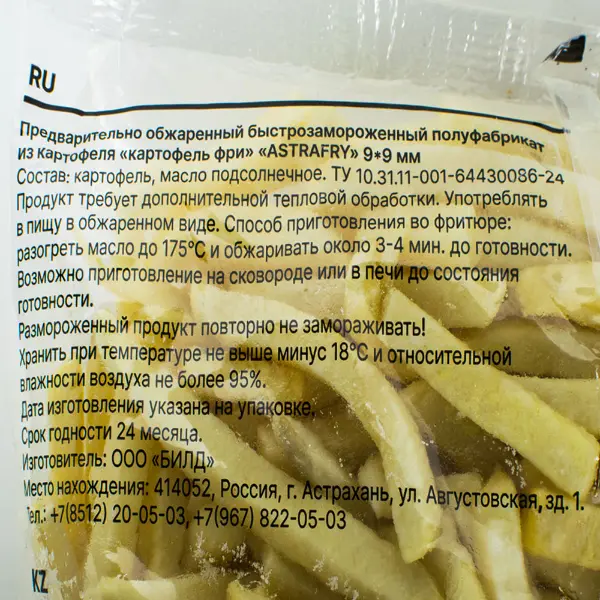 RU
Предварительно обжаренный быстрозамороженный полуфабрикат
из картофеля «картофель фри» «ASTRAFRY» 9*9 мм
Состав: картофель, масло подсолнечное. ТУ 10.31.11-001-64430086-24
Продукт требует дополнительной тепловой обработки. Употреблять
в пищу в обжаренном виде. Способ приготовления во фритюре:
разогреть масло до 175°C и обжаривать около 3-4 мин. до готовности.
Возможно приготовление на сковороде или в печи до состояния
готовности.
Размороженный продукт повторно не замораживать!
Хранить при температуре не выше минус 18°C и относительной
влажности воздуха не более 95%.
Дата изготовления указана на упаковке.
Срок годности 24 месяца.
Изготовитель: ООО «БИЛД»
Место нахождения: 414052, Россия, г. Астрахань, ул. Августовская, зд. 1.
Тел.: +7(8512) 20-05-03, +7(967) 822-05-03
KZ